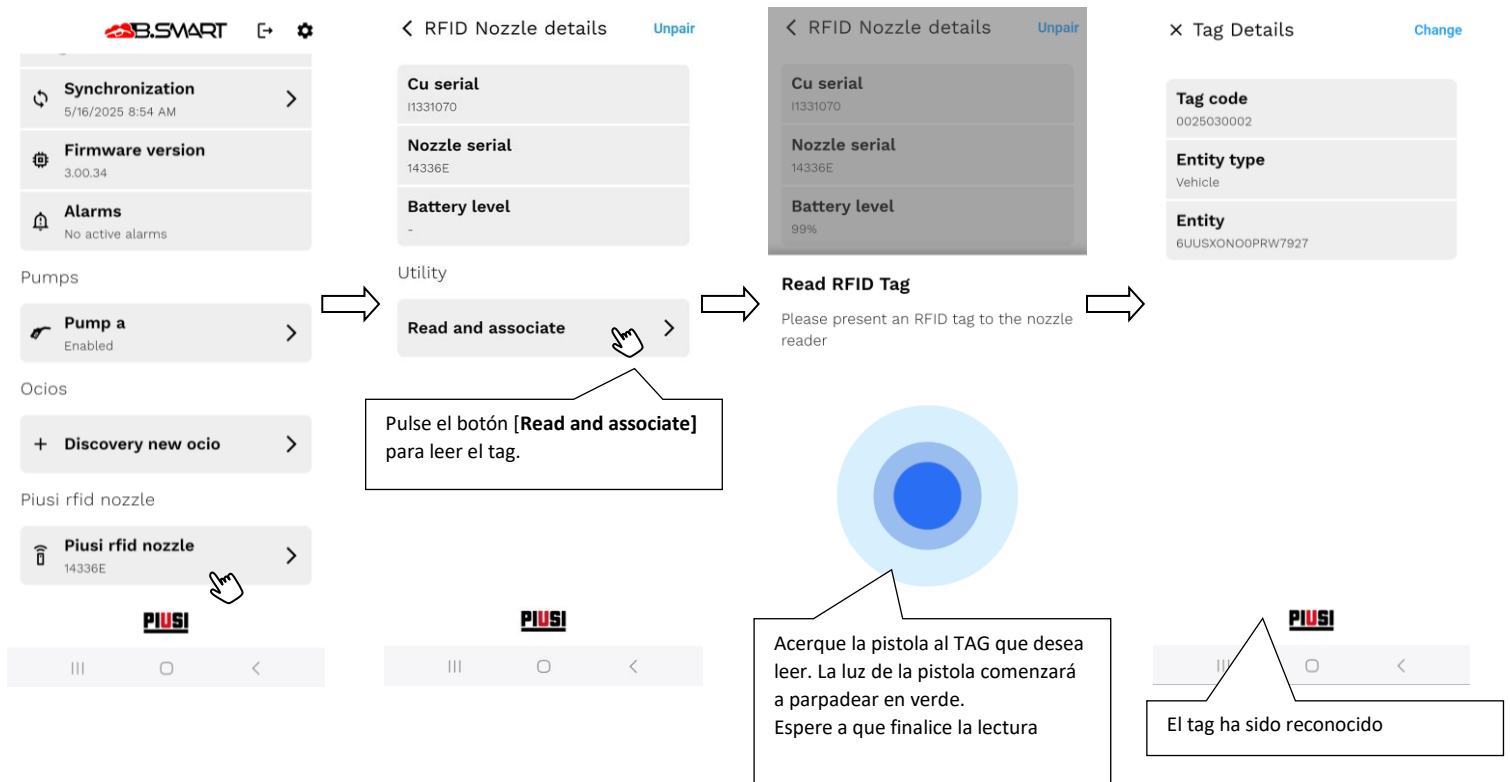 B.SMART
Synchronization
5/16/2025 8:54 AM
Firmware version
3.00.34
Alarms
No active alarms
Pumps
Pump a
Enabled
Ocios
Discovery new ocio
Piusi rfid nozzle
Piusi rfid nozzle
14336E
PIUSI
RFID Nozzle details
Unpair
Cu serial
I1331070
Nozzle serial
14336E
Battery level
-
Utility
Read and associate
Pulse el botón [Read and associate]
para leer el tag.
PIUSI
RFID Nozzle details
Unpair
Cu serial
I1331070
Nozzle serial
14336E
Battery level
99%
Read RFID Tag
Please present an RFID tag to the nozzle
reader
Acerque la pistola al TAG que desea
leer. La luz de la pistola comenzará
a parpadear en verde.
Espere a que finalice la lectura
Tag Details
Change
Tag code
0025030002
Entity type
Vehicle
Entity
6UUSXONO0PRW7927
PIUSI
El tag ha sido reconocido